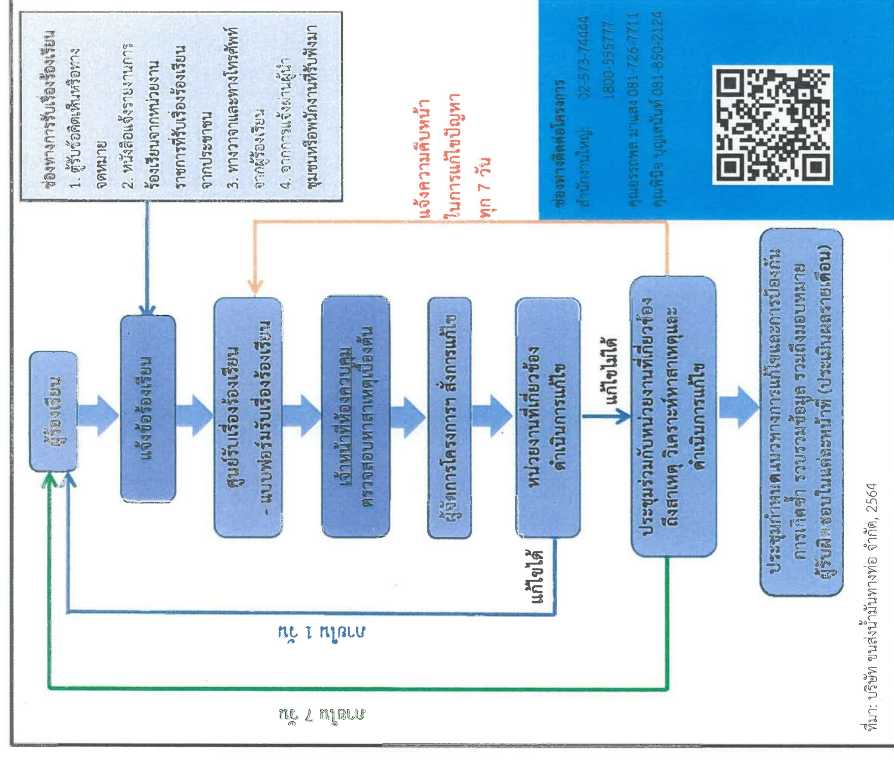 ช่องทางการรับเรื่องร้องเรียน
1. ตู้รับข้อคิดเห็นหรือทาง
จดหมาย
2. หนังสือแจ้งรายงานการ
ร้องเรียนจากหน่วยงาน
ราชการที่รับเรื่องร้องเรียน
จากประชาชน
3. ทางวาจาและทางโทรศัพท์
จากผู้ร้องเรียน
4. จากการแจ้งผ่านผู้นำ
ชุมชนหรือพนักงานที่รับฟังมา
ผู้ร้องเรียน
แจ้งข้อร้องเรียน
ศูนย์รับเรื่องร้องเรียน
- แบบฟอร์มรับเรื่องร้องเรียน
เจ้าหน้าที่ห้องควบคุม
ตรวจสอบหาสาเหตุเบื้องต้น
ผู้จัดการโครงการฯ สั่งการแก้ไข
หน่วยงานที่เกี่ยวข้อง
ดำเนินการแก้ไข
แก้ไขได้
แก้ไขไม่ได้
ภายใน 1 วัน
ภายใน 7 วัน
ประชุมร่วมกับหน่วยงานที่เกี่ยวข้อง
ถึงสาเหตุ วิเคราะห์หาสาเหตุและ
ดำเนินการแก้ไข
แจ้งความคืบหน้า
ในการแก้ไขปัญหา
ทุก 7 วัน
ประชุมกำหนดแนวทางการแก้ไขและการป้องกัน
การเกิดซ้ำ รวบรวมข้อมูล รวมถึงมอบหมาย
ผู้รับผิดชอบในแต่ละหน้าที่ (ประเมินผลรายเดือน)
ช่องทางติดต่อโครงการ
สำนักงานใหญ่: 02-573-74444
1800-555777
คุณอรรถพล มาแสง 081-726-7711
คุณพินิจ บุญเสนันท์ 081-850-2124
ที่มา: บริษัท ขนส่งน้ำมันทางท่อ จำกัด, 2564